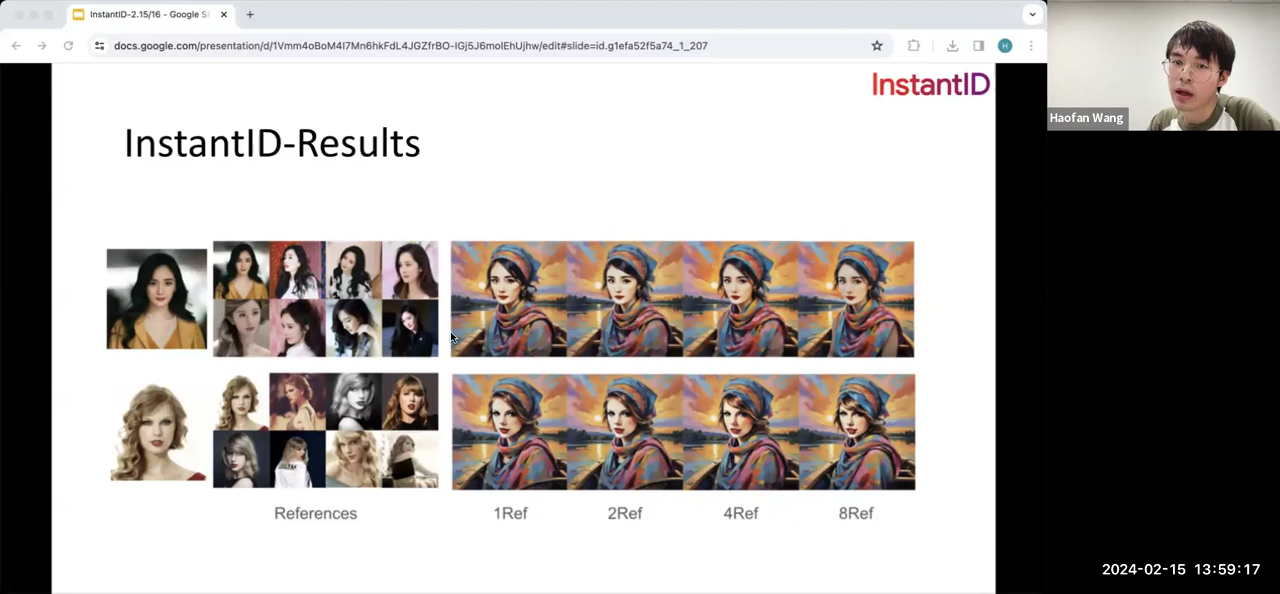 InstantID-2.15/16 - Google Sl
docs.google.com/presentation/d/1Vmm4oBoM4I7Mn6hkFdL4JGZfrBO-IGj5J6moIEhUjhw/edit#slide=id.g1efa52f5a74_1_207
H
InstantID
Haofan Wang
InstantID-Results
References
1Ref
2Ref
4Ref
8Ref
2024-02-15 13:59:17